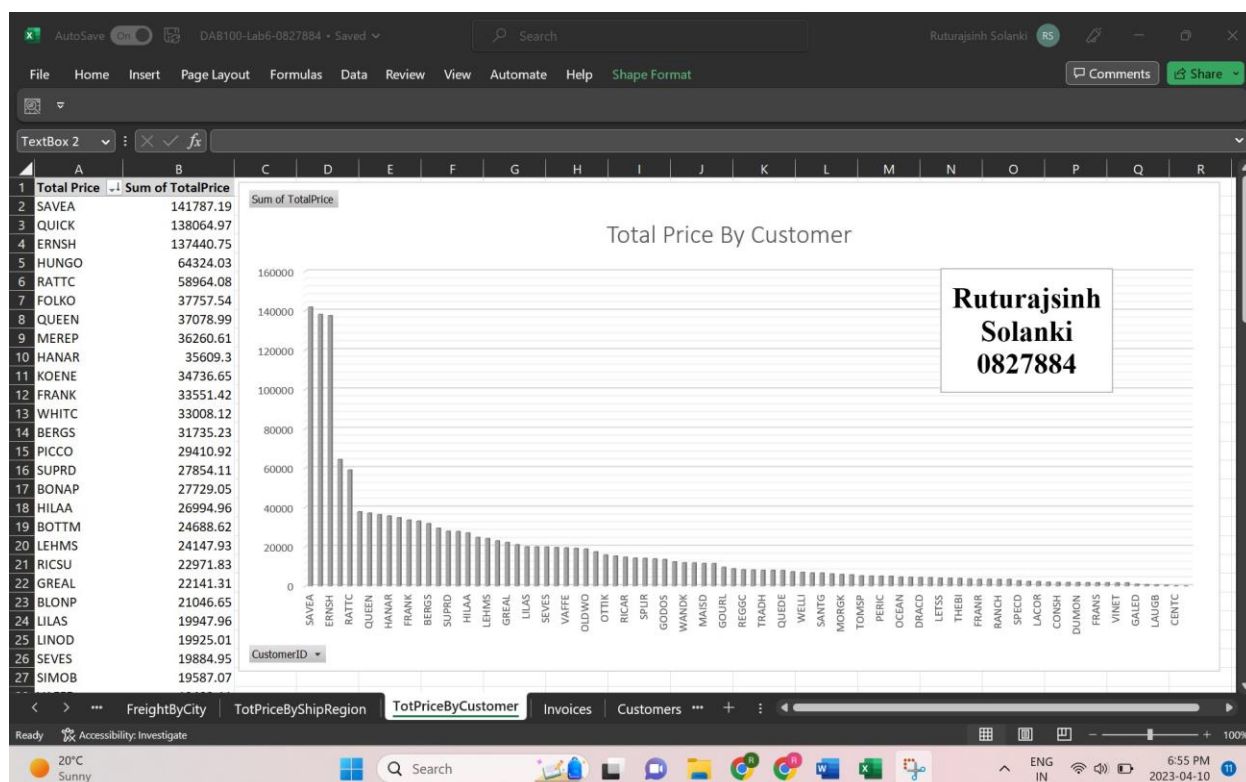 AutoSave On DAB100-Lab6-0827884 • Saved Search Ruturajsinh Solanki RS
File Home Insert Page Layout Formulas Data Review View Automate Help Shape Format Comments Share
TextBox 2 fx
A B C D E F G H I J K L M N O P Q R
1 Total Price Sum of TotalPrice
2 SAVEA 141787.19
3 QUICK 138064.97
4 ERNSH 137440.75
5 HUNGO 64324.03
6 RATTC 58964.08
7 FOLKO 37757.54
8 QUEEN 37078.99
9 MEREP 36260.61
10 HANAR 35609.3
11 KOENE 34736.65
12 FRANK 33551.42
13 WHITC 33008.12
14 BERGS 31735.23
15 PICCO 29410.92
16 SUPRD 27854.11
17 BONAP 27729.05
18 HILAA 26994.96
19 BOTTM 24688.62
20 LEHMS 24147.93
21 RICSU 22971.83
22 GREAL 22141.31
23 BLONP 21046.65
24 LILAS 19947.96
25 LINOD 19925.01
26 SEVES 19884.95
27 SIMOB 19587.07
Sum of TotalPrice
Total Price By Customer
Ruturajsinh
Solanki
0827884
160000
140000
120000
100000
80000
60000
40000
20000
0
SAVEA ERNSH RATTC QUEEN HANAR FRANK BERGS SUPRD HILAA LEHMS GREAL LILAS SEVES VAFFE OLDWO OTTIK RICAR SPUR GODOS WANDK MAISD GOURL REGGC TRADH QUEDE WELLI SANTG MORGK TOMSP PERIC OCEAN DRACD LETSS THEBI FRANR RANCH SPECD LACOR CONSH DUMON FRANS VINET GALED LAUGB CENTC
CustomerID
FreightByCity TotPriceByShipRegion TotPriceByCustomer Invoices Customers
Ready Accessibility: Investigate 100%
20°C
Sunny
Search
ENG
IN
6:55 PM
2023-04-10
11